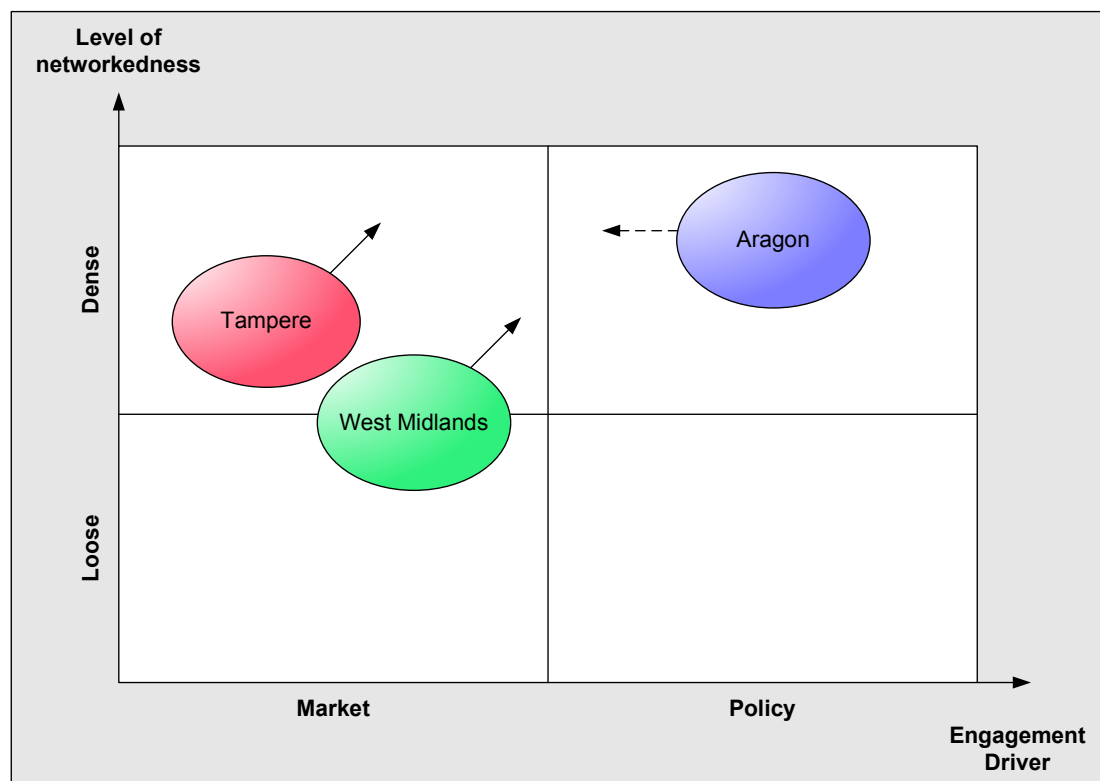 Level of
networkedness
Dense
Aragon
Tampere
West Midlands
Loose
Market
Policy
Engagement
Driver